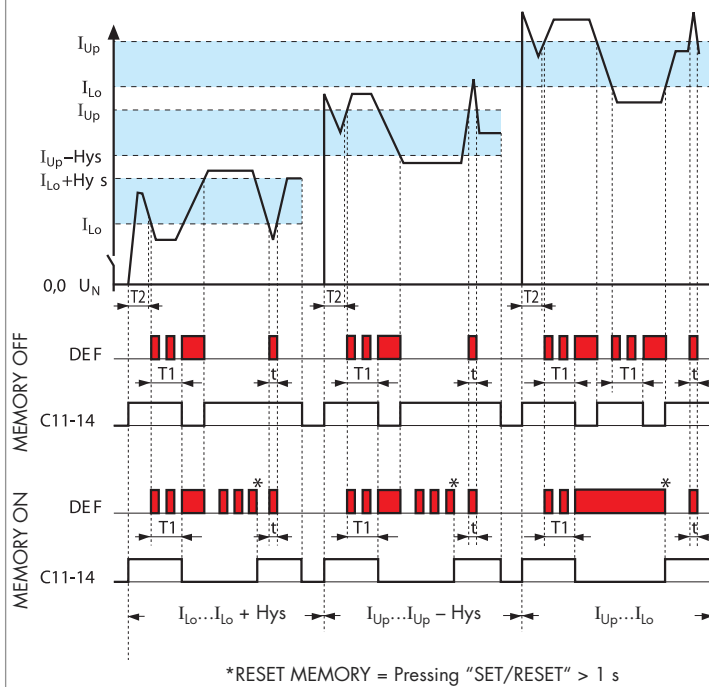 I_Up
I_Lo
I_Up
I_Up–Hys
I_Lo+Hy s
I_Lo
0,0 U_N
T2 T2 T2
MEMORY OFF
DEF
T1 t T1 t T1 T1 t
C11-14
MEMORY ON
DEF
* * *
T1 t T1 t T1 t
C11-14
I_Lo...I_Lo + Hys I_Up...I_Up – Hys I_Up...I_Lo
*RESET MEMORY = Pressing "SET/RESET" > 1 s